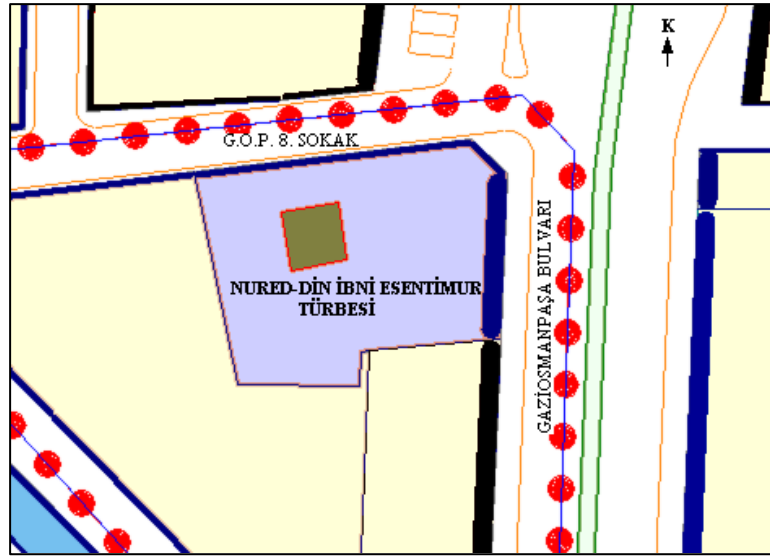 K
G.O.P. 8. SOKAK
NURED-DİN İBNİ ESENTİMUR
TÜRBESİ
GAZİOSMANPAŞA BULVARI